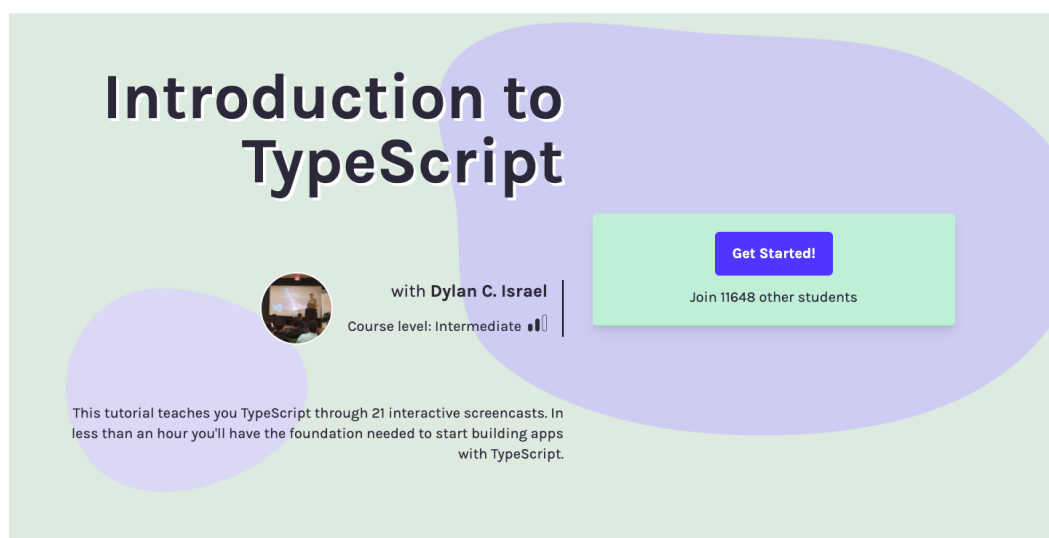 Introduction to
TypeScript
with Dylan C. Israel
Course level: Intermediate
This tutorial teaches you TypeScript through 21 interactive screencasts. In
less than an hour you'll have the foundation needed to start building apps
with TypeScript.
Get Started!
Join 11648 other students